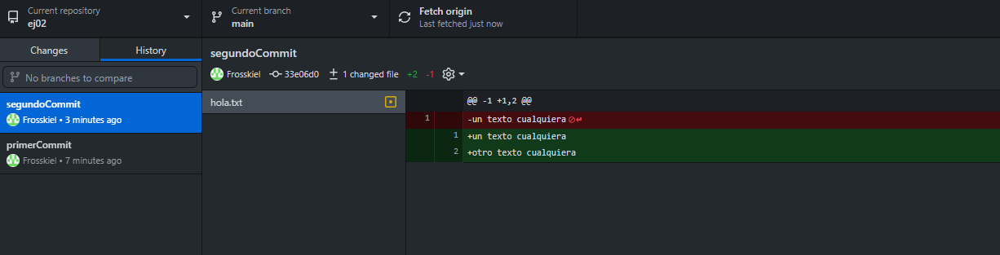 Current repository
ej02
Current branch
main
Fetch origin
Last fetched just now
Changes
History
No branches to compare
segundoCommit
Frosskiel • 3 minutes ago
primerCommit
Frosskiel • 7 minutes ago
segundoCommit
Frosskiel 33e06d0 1 changed file +2 -1
hola.txt
@@ -1 +1,2 @@
1 -un texto cualquiera
1 +un texto cualquiera
2 +otro texto cualquiera